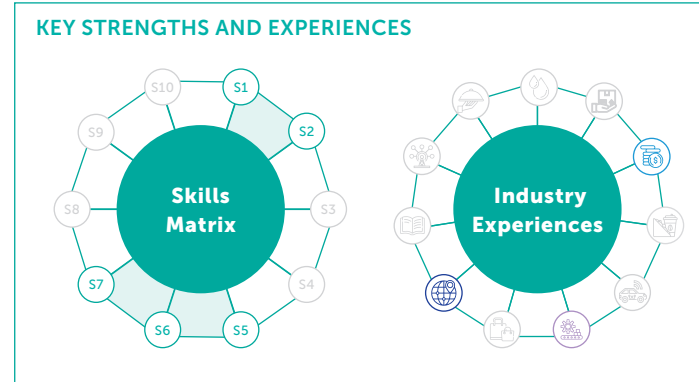 KEY STRENGTHS AND EXPERIENCES
S10
S1
S9
S2
S8
Skills
Matrix
S3
S7
S4
S6
S5
Industry
Experiences
$